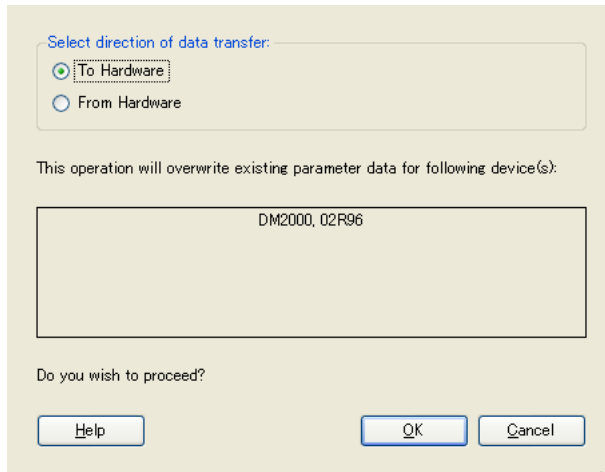 Select direction of data transfer:
To Hardware
From Hardware
This operation will overwrite existing parameter data for following device(s):
DM2000, 02R96
Do you wish to proceed?
Help OK Cancel